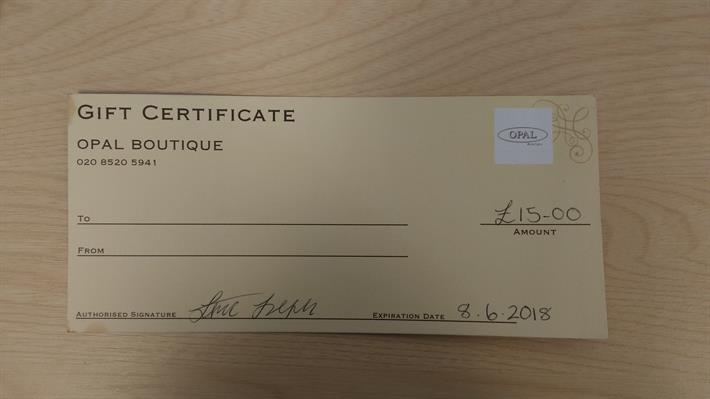 GIFT CERTIFICATE
OPAL
OPAL BOUTIQUE
020 8520 5941
TO
£15-00
AMOUNT
FROM
AUTHORISED SIGNATURE
EXPIRATION DATE 8.6.2018